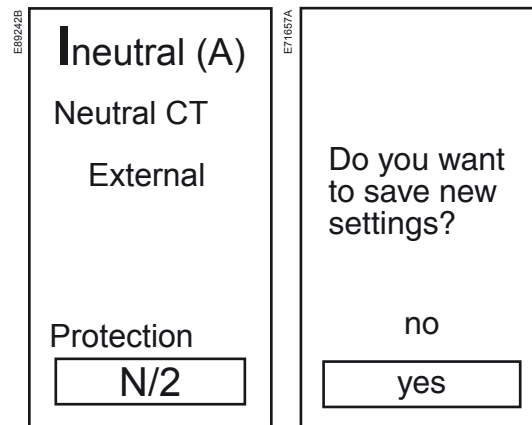 E89242B
Ineutral (A)
Neutral CT
External
Protection
N/2
E71657A
Do you want
to save new
settings?
no
yes